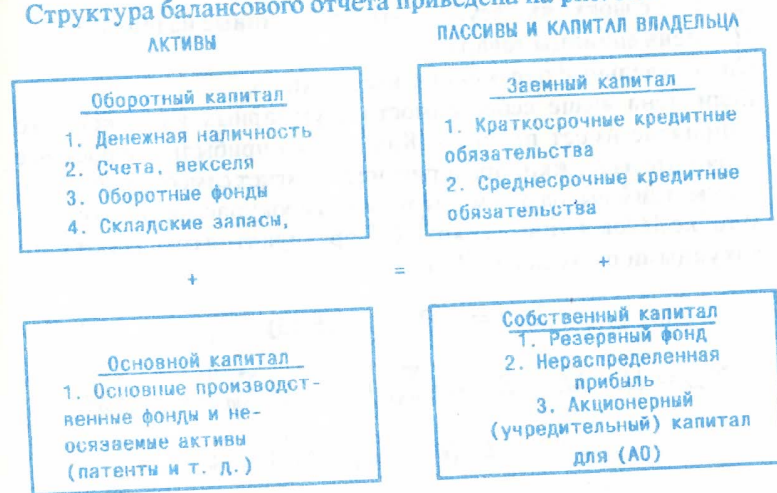 Структура балансового отчета приведена на
АКТИВЫ
ПАССИВЫ И КАПИТАЛ ВЛАДЕЛЬЦА
Оборотный капитал
1. Денежная наличность
2. Счета, векселя
3. Оборотные фонды
4. Складские запасы,
Заемный капитал
1. Краткосрочные кредитные
обязательства
2. Среднесрочные кредитные
обязательства
+
=
+
Основной капитал
1. Основные производст-
венные фонды и не-
осязаемые активы
(патенты и т. д.)
Собственный капитал
1. Резервный фонд
2. Нераспределенная
прибыль
3. Акционерный
(учредительный) капитал
для (АО)